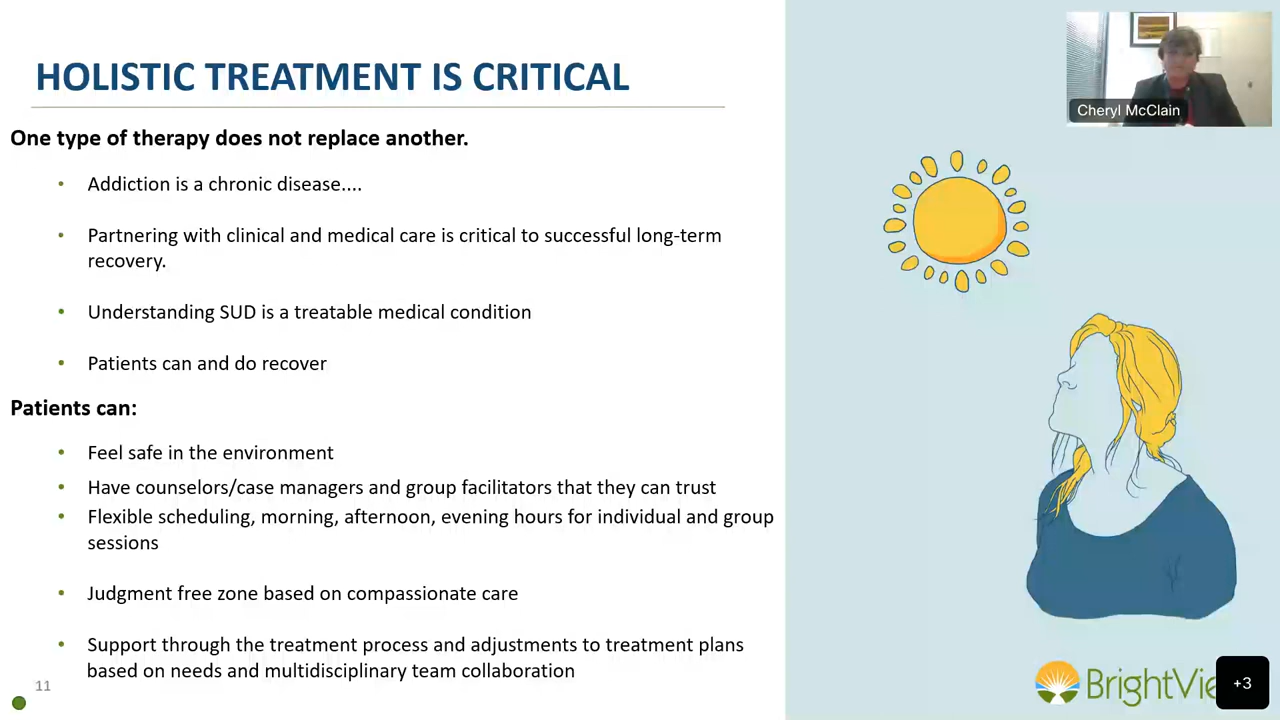 HOLISTIC TREATMENT IS CRITICAL
Cheryl McClain
One type of therapy does not replace another.
• Addiction is a chronic disease....
• Partnering with clinical and medical care is critical to successful long-term
recovery.
• Understanding SUD is a treatable medical condition
• Patients can and do recover
Patients can:
• Feel safe in the environment
• Have counselors/case managers and group facilitators that they can trust
• Flexible scheduling, morning, afternoon, evening hours for individual and group
sessions
• Judgment free zone based on compassionate care
• Support through the treatment process and adjustments to treatment plans
based on needs and multidisciplinary team collaboration
11
+3